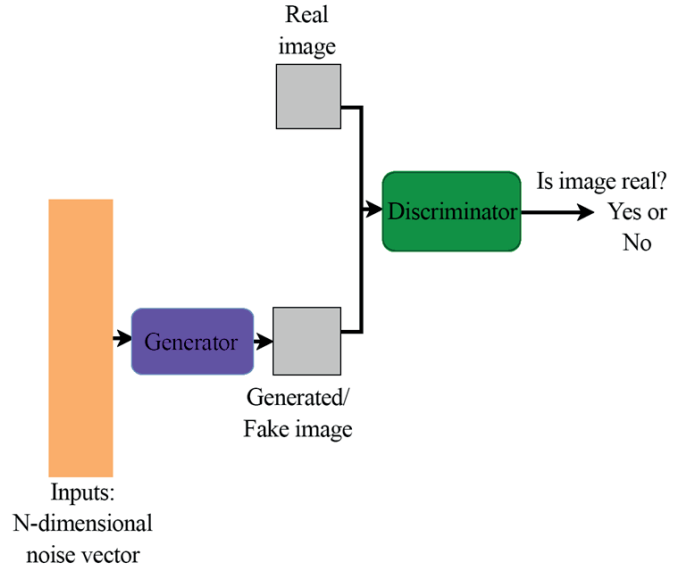 Real
image
Discriminator
Is image real?
Yes or
No
Generator
Generated/
Fake image
Inputs:
N-dimensional
noise vector